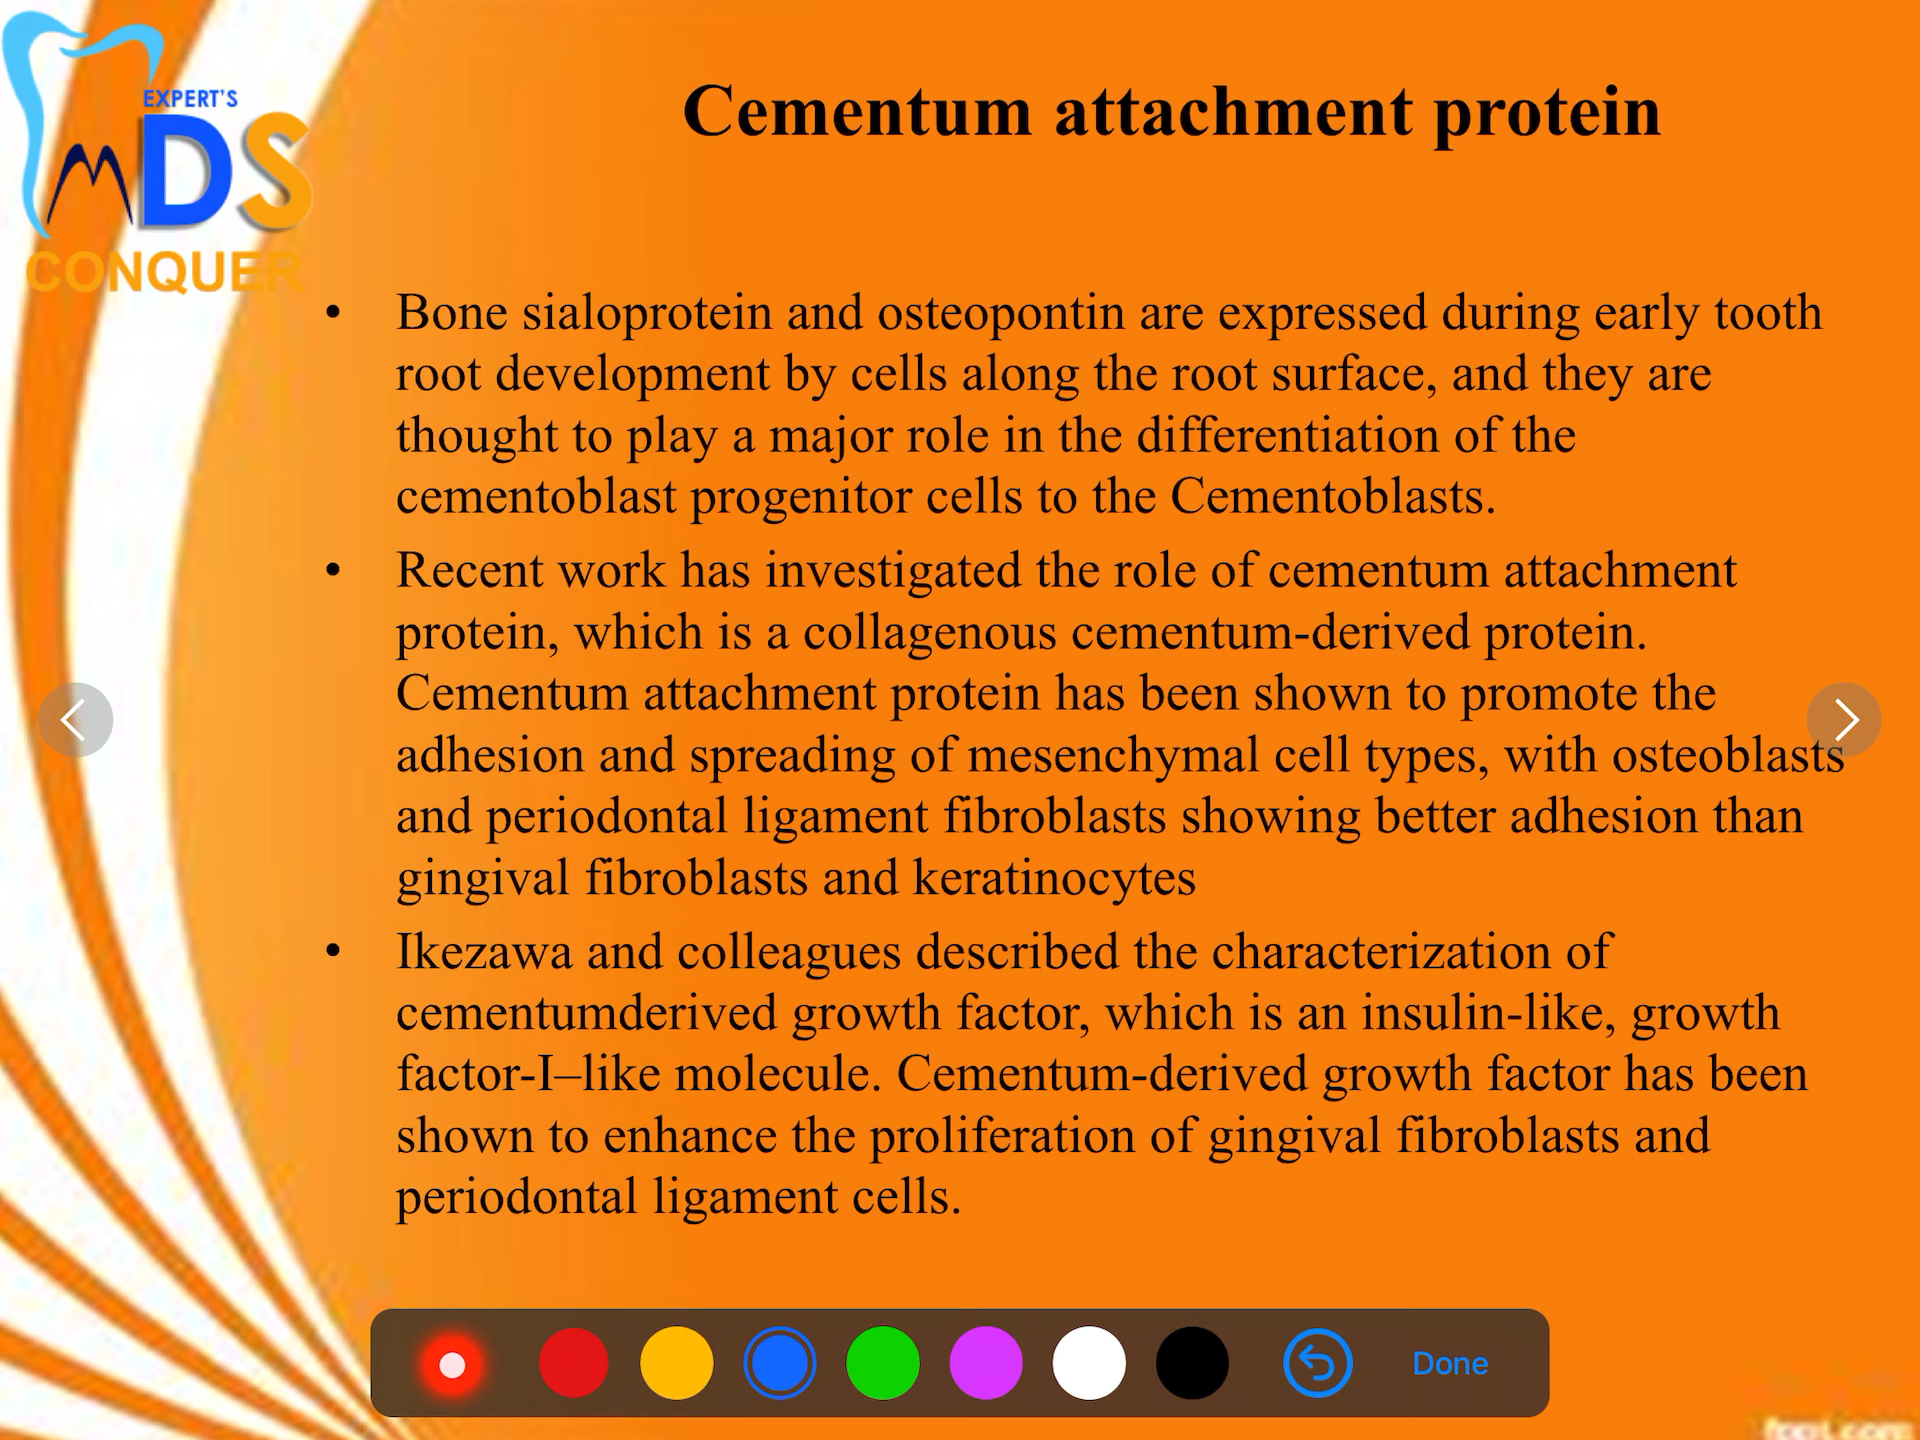 EXPERT'S
MDS
CONQUER
Cementum attachment protein
• Bone sialoprotein and osteopontin are expressed during early tooth
root development by cells along the root surface, and they are
thought to play a major role in the differentiation of the
cementoblast progenitor cells to the Cementoblasts.
• Recent work has investigated the role of cementum attachment
protein, which is a collagenous cementum-derived protein.
Cementum attachment protein has been shown to promote the
adhesion and spreading of mesenchymal cell types, with osteoblasts
and periodontal ligament fibroblasts showing better adhesion than
gingival fibroblasts and keratinocytes
• Ikezawa and colleagues described the characterization of
cementumderived growth factor, which is an insulin-like, growth
factor-I–like molecule. Cementum-derived growth factor has been
shown to enhance the proliferation of gingival fibroblasts and
periodontal ligament cells.
Done